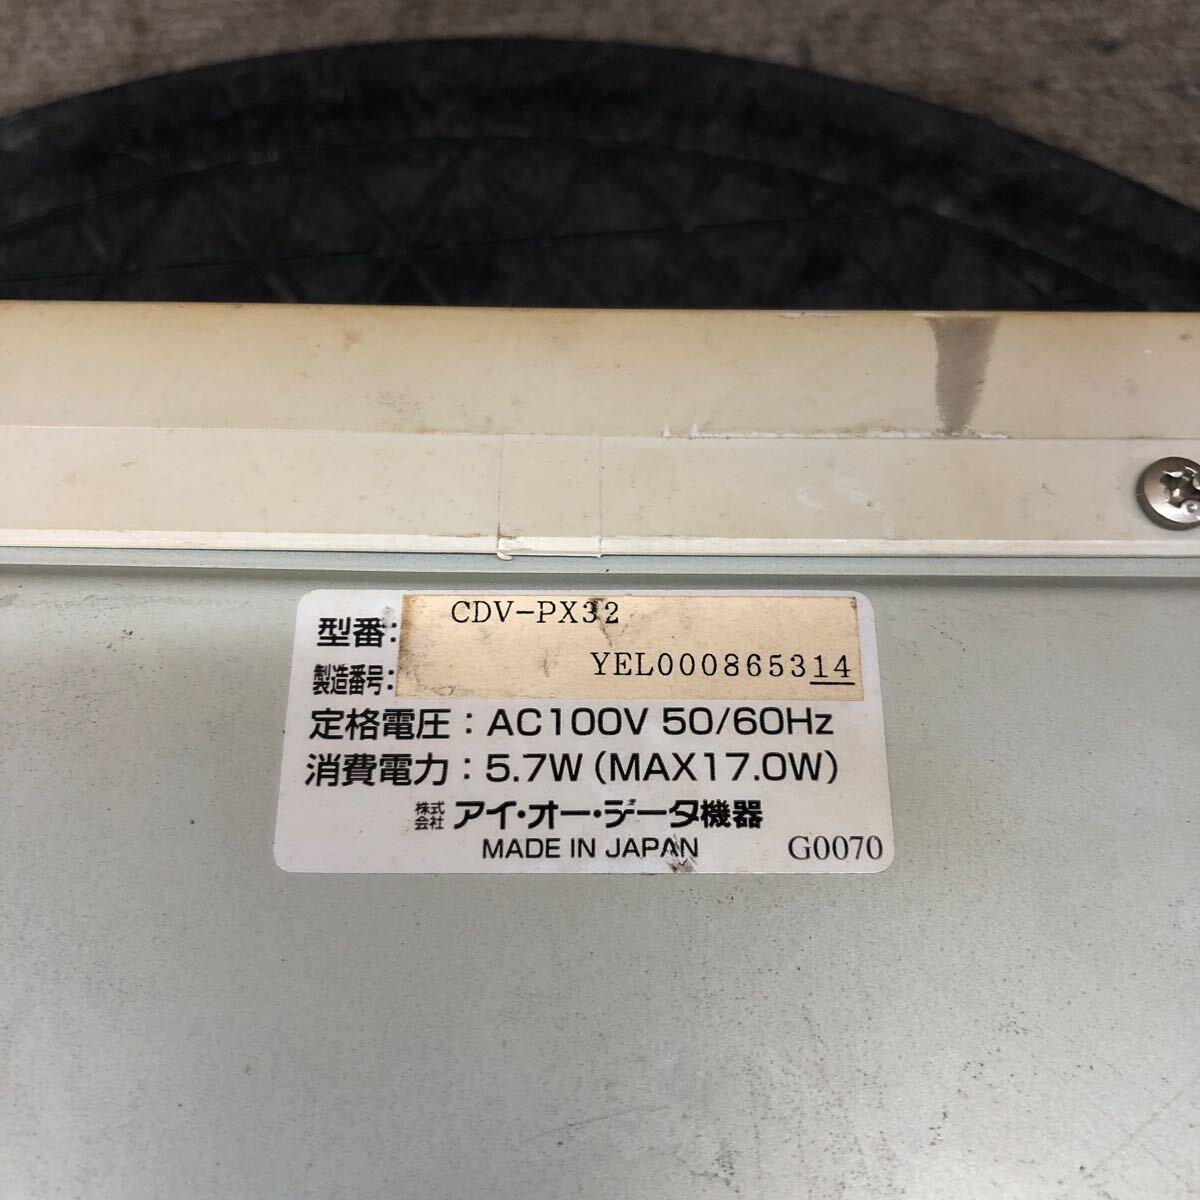 型番: CDV-PX32
製造番号: YEL00086531​4
定格電圧：AC100V 50/60Hz
消費電力：5.7W (MAX17.0W)
株式会社 アイ・オー・データ機器
MADE IN JAPAN G0070